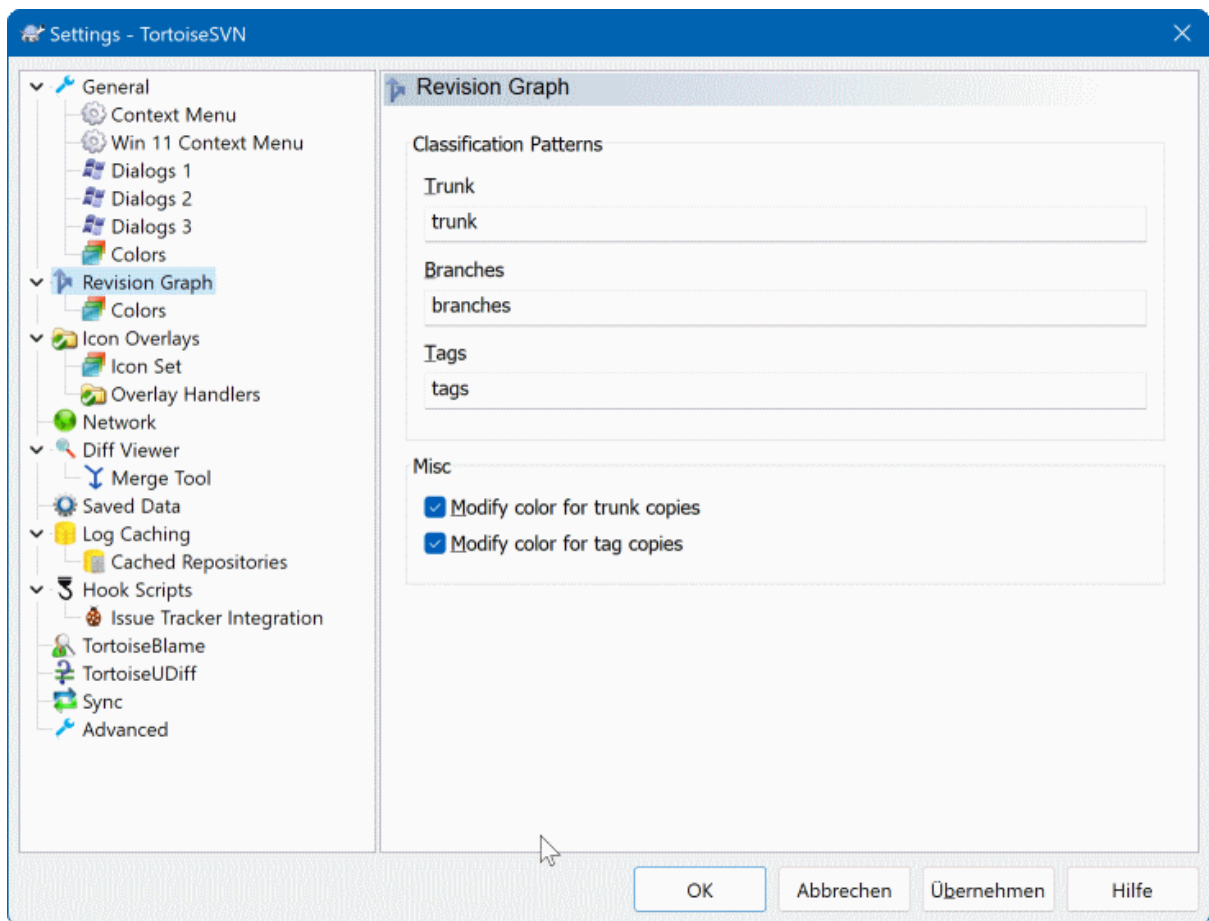 Settings - TortoiseSVN
General
Context Menu
Win 11 Context Menu
Dialogs 1
Dialogs 2
Dialogs 3
Colors
Revision Graph
Colors
Icon Overlays
Icon Set
Overlay Handlers
Network
Diff Viewer
Merge Tool
Saved Data
Log Caching
Cached Repositories
Hook Scripts
Issue Tracker Integration
TortoiseBlame
TortoiseUDiff
Sync
Advanced
Revision Graph
Classification Patterns
Trunk
trunk
Branches
branches
Tags
tags
Misc
Modify color for trunk copies
Modify color for tag copies
OK Abbrechen Übernehmen Hilfe